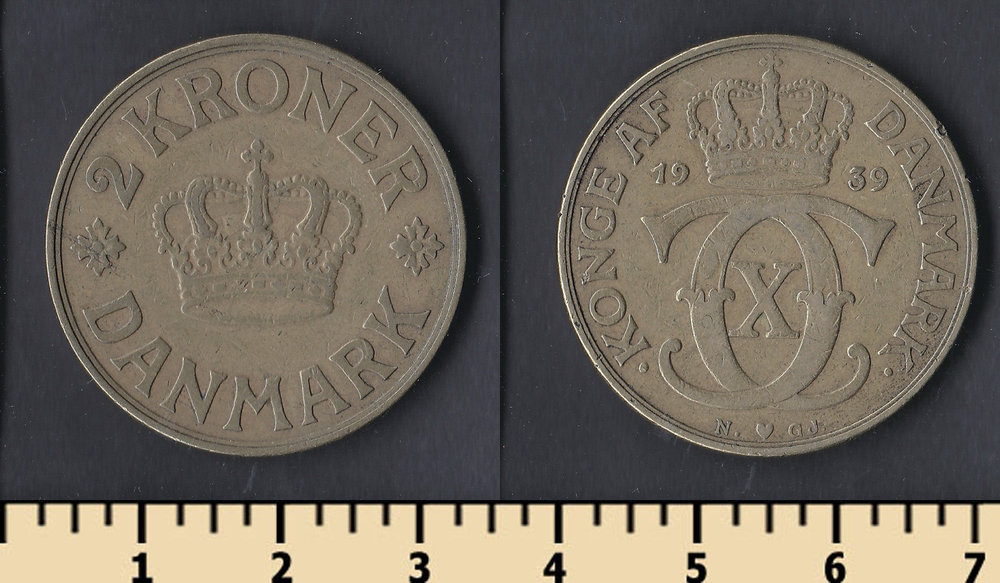 2 KRONER
DANMARK
KONGE AF DANMARK
19 39
C X C
N. ♥ GJ.
1 2 3 4 5 6 7